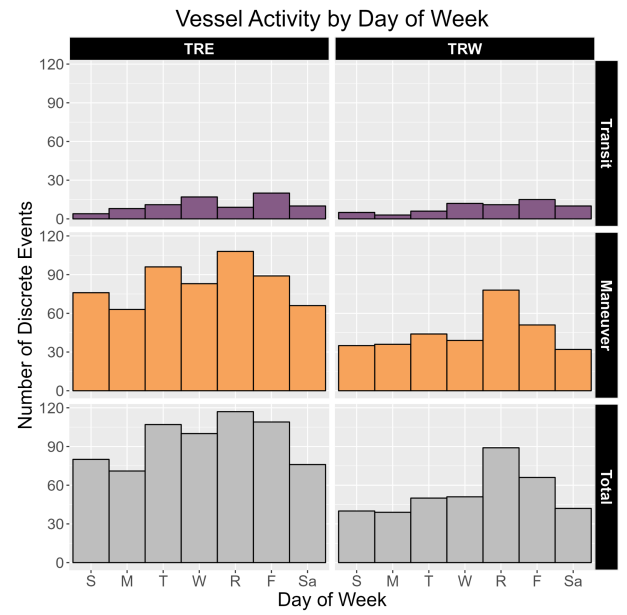 Vessel Activity by Day of Week
TRE TRW
120
90
60
30
0
Transit
120
90
60
30
0
Maneuver
120
90
60
30
0
Total
Number of Discrete Events
S M T W R F Sa S M T W R F Sa
Day of Week